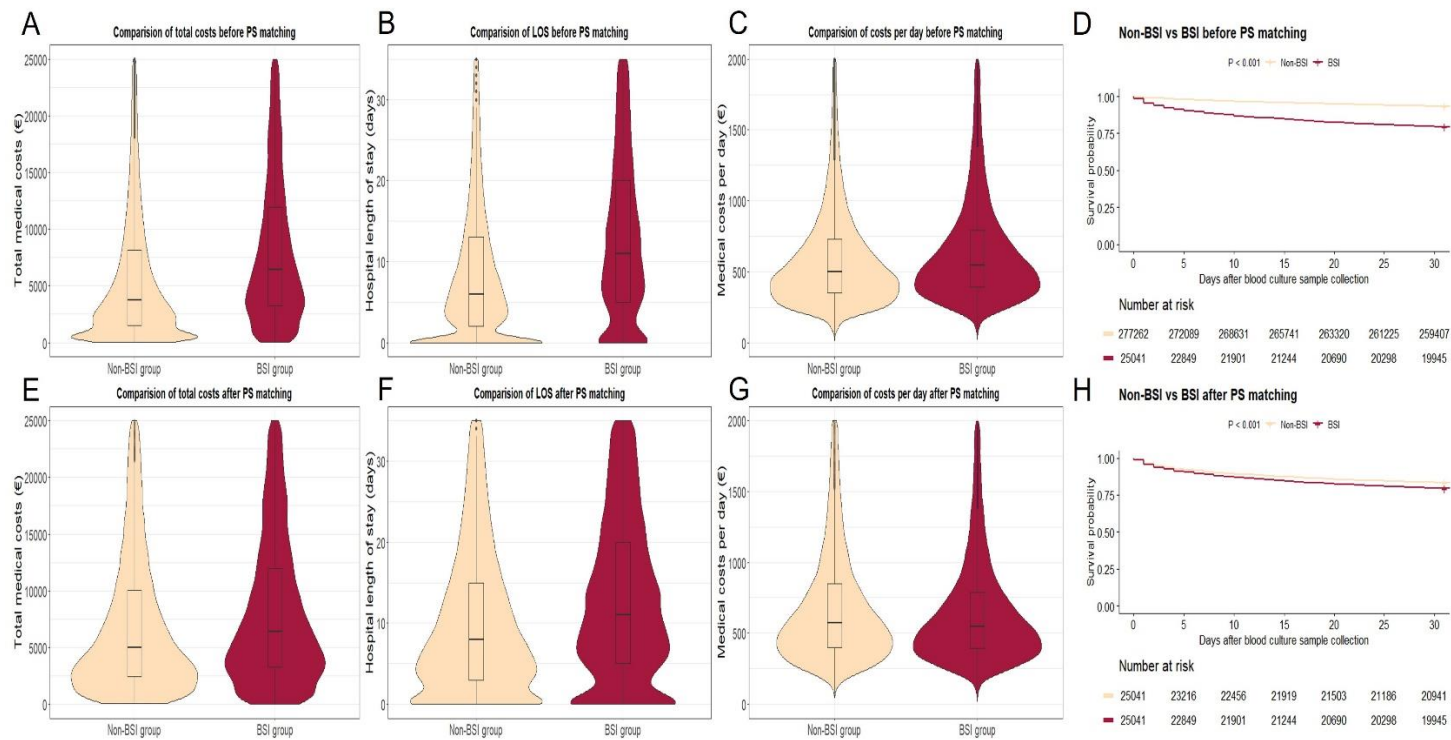 A
Comparision of total costs before PS matching
Total medical costs (€)
25000
20000
15000
10000
5000
0
Non-BSI group
BSI group
B
Comparision of LOS before PS matching
Hospital length of stay (days)
30
20
10
0
Non-BSI group
BSI group
C
Comparision of costs per day before PS matching
Medical costs per day (€)
2000
1500
1000
500
0
Non-BSI group
BSI group
D
Non-BSI vs BSI before PS matching
P < 0.001 Non-BSI BSI
Survival probability
1.00
0.75
0.50
0.25
0.00
0 5 10 15 20 25 30
Days after blood culture sample collection
Number at risk
277262 272089 268631 265741 263320 261225 259407
25041 22849 21901 21244 20690 20298 19945
E
Comparision of total costs after PS matching
Total medical costs (€)
25000
20000
15000
10000
5000
0
Non-BSI group
BSI group
F
Comparision of LOS after PS matching
Hospital length of stay (days)
30
20
10
0
Non-BSI group
BSI group
G
Comparision of costs per day after PS matching
Medical costs per day (€)
2000
1500
1000
500
0
Non-BSI group
BSI group
H
Non-BSI vs BSI after PS matching
P < 0.001 Non-BSI BSI
Survival probability
1.00
0.75
0.50
0.25
0.00
0 5 10 15 20 25 30
Days after blood culture sample collection
Number at risk
25041 23216 22456 21919 21503 21186 20941
25041 22849 21901 21244 20690 20298 19945